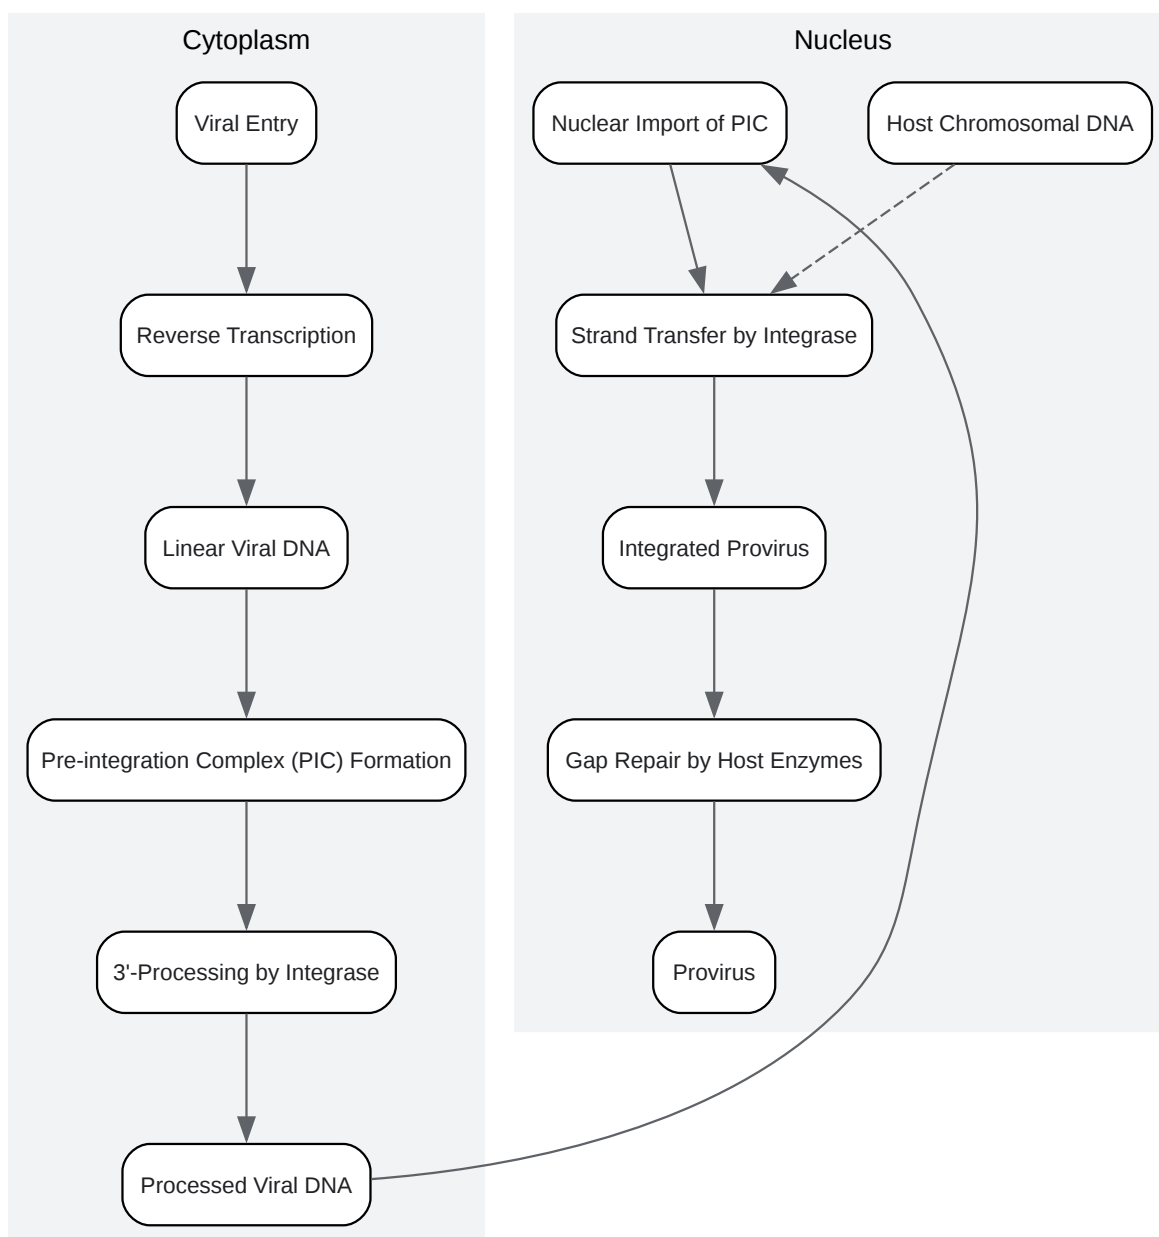 Cytoplasm
Viral Entry
Reverse Transcription
Linear Viral DNA
Pre-integration Complex (PIC) Formation
3'-Processing by Integrase
Processed Viral DNA
Nucleus
Nuclear Import of PIC
Host Chromosomal DNA
Strand Transfer by Integrase
Integrated Provirus
Gap Repair by Host Enzymes
Provirus